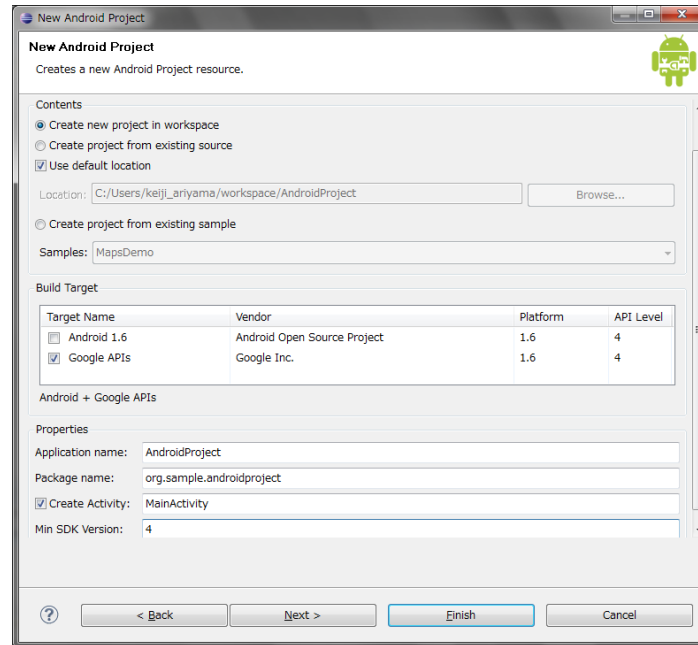 New Android Project
New Android Project
Creates a new Android Project resource.
Contents
Create new project in workspace
Create project from existing source
Use default location
Location: C:/Users/keiji_ariyama/workspace/AndroidProject Browse...
Create project from existing sample
Samples: MapsDemo
Build Target
Target Name Vendor Platform API Level
Android 1.6 Android Open Source Project 1.6 4
Google APIs Google Inc. 1.6 4
Android + Google APIs
Properties
Application name: AndroidProject
Package name: org.sample.androidproject
Create Activity: MainActivity
Min SDK Version: 4
? < Back Next > Finish Cancel